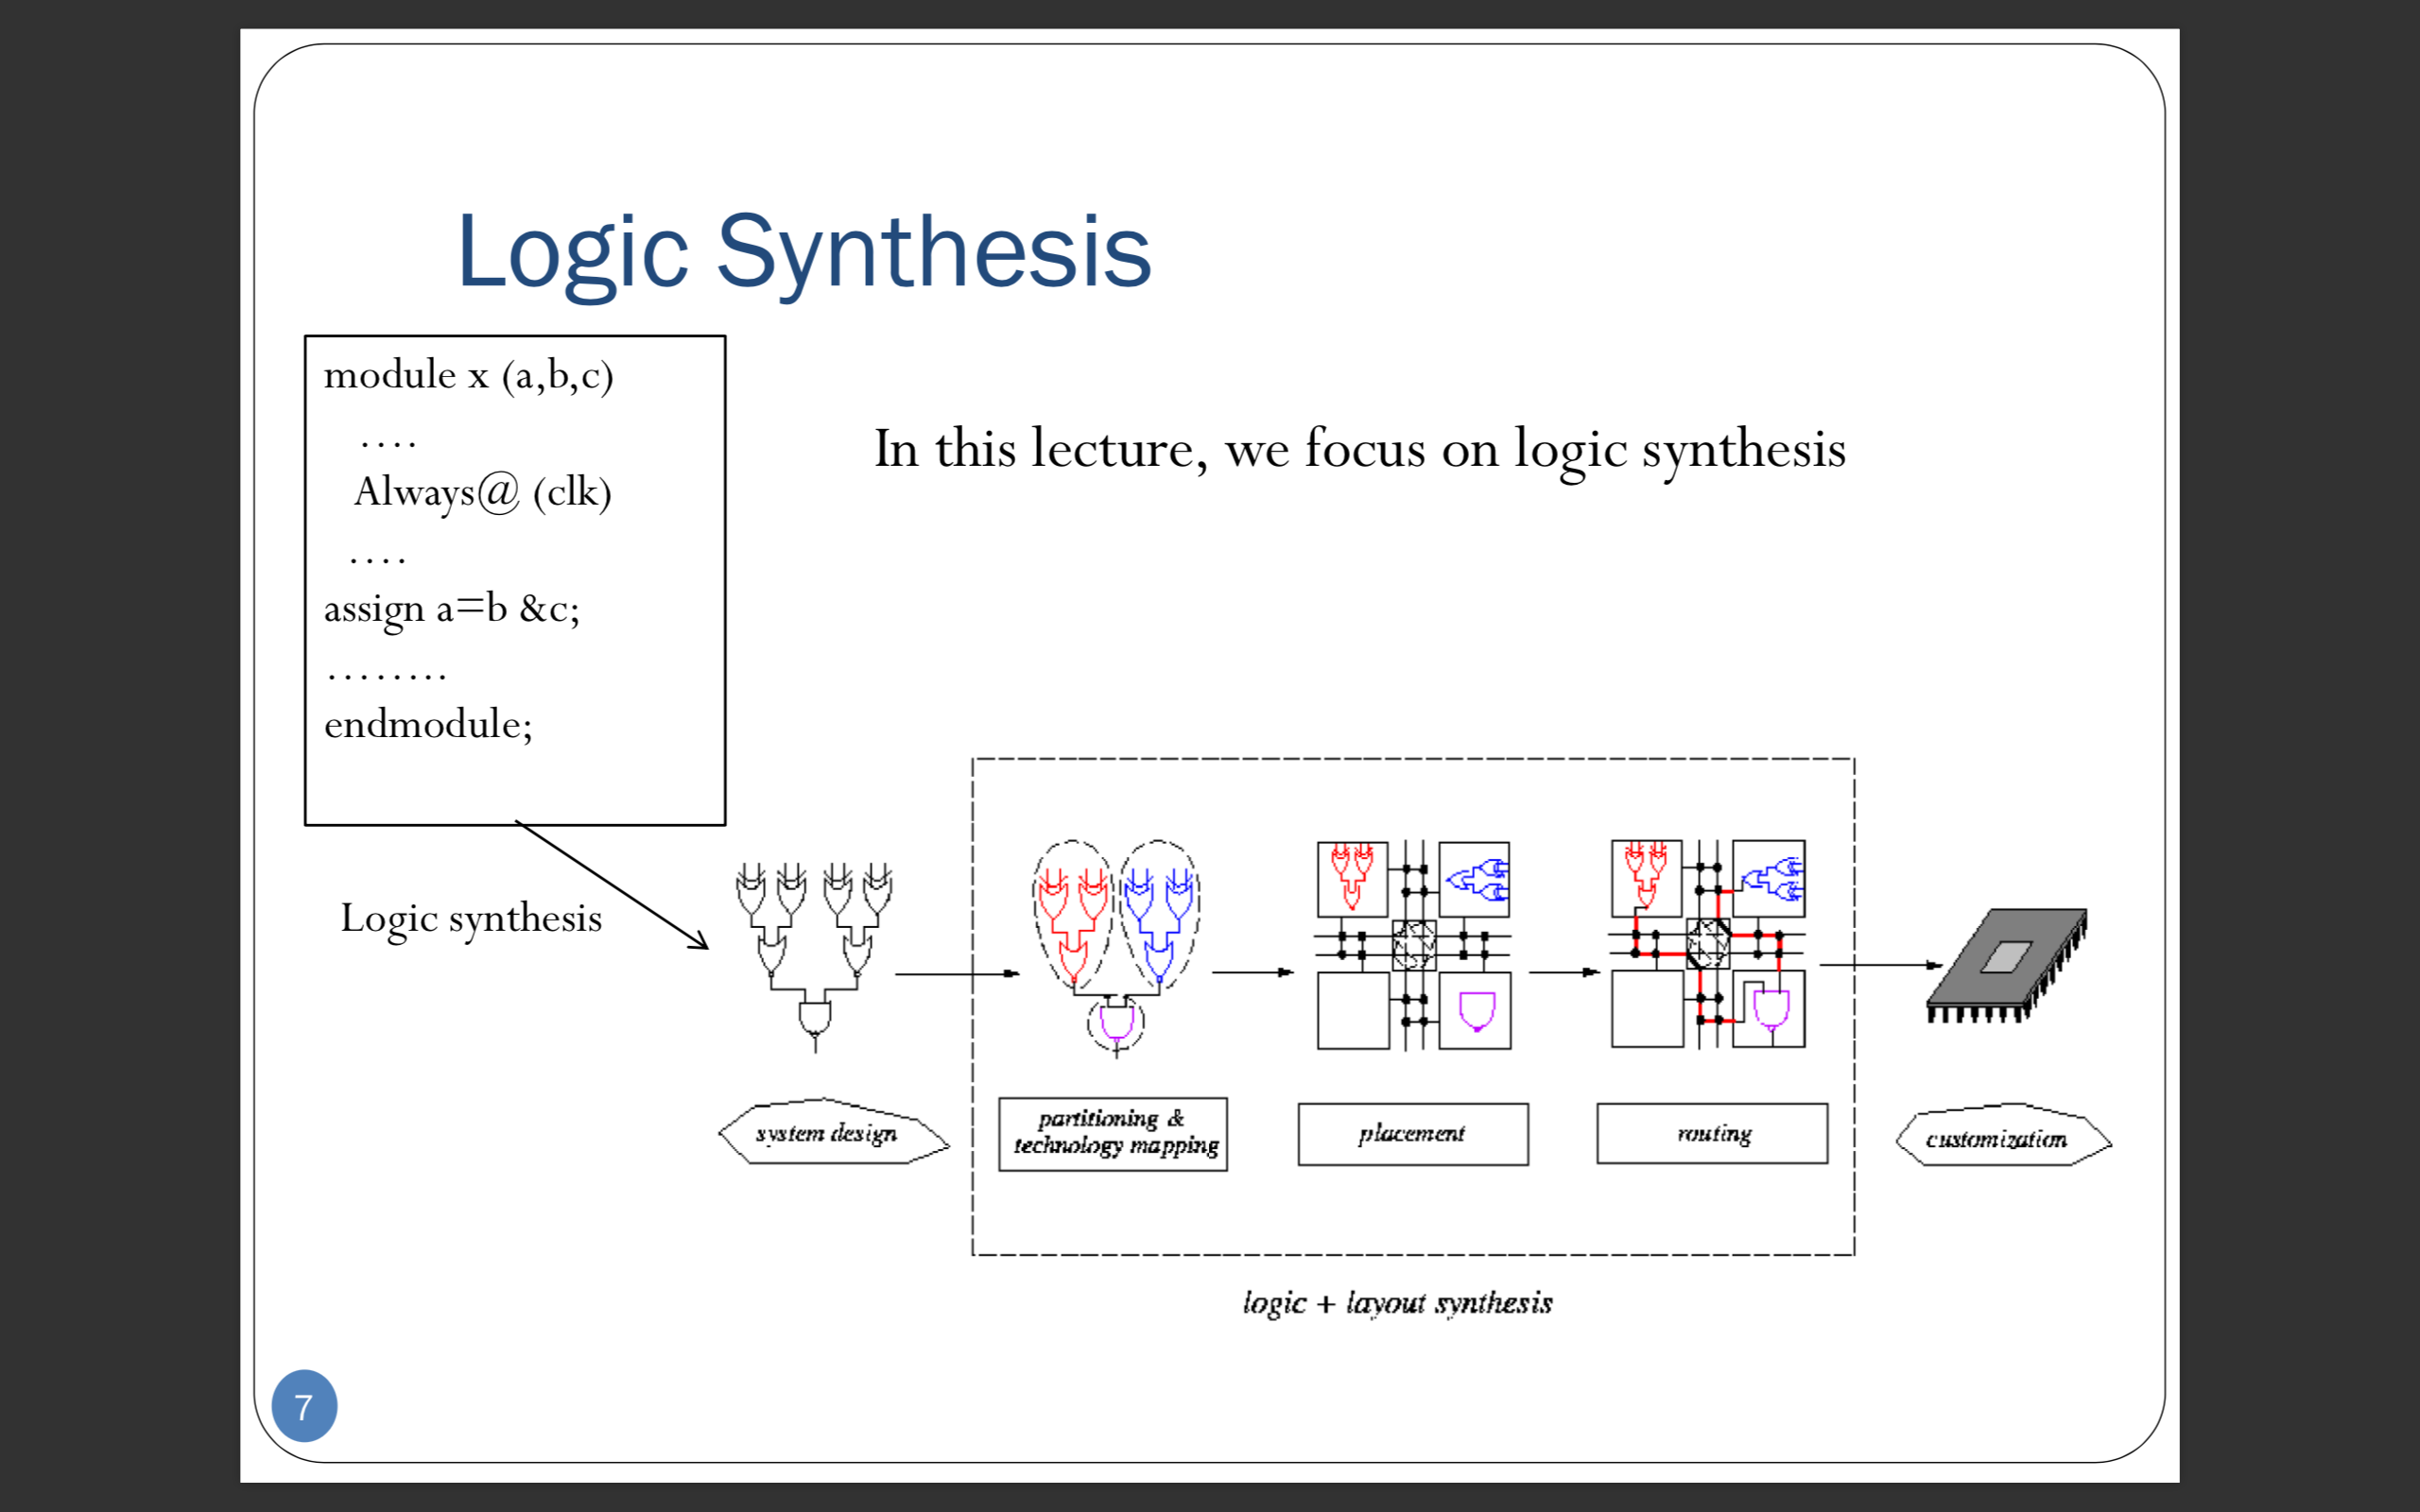 Logic Synthesis
module x (a,b,c)
....
Always@ (clk)
....
assign a=b &c;
........
endmodule;
In this lecture, we focus on logic synthesis
Logic synthesis
system design
partitioning &
technology mapping
placement
routing
customization
logic + layout synthesis
7